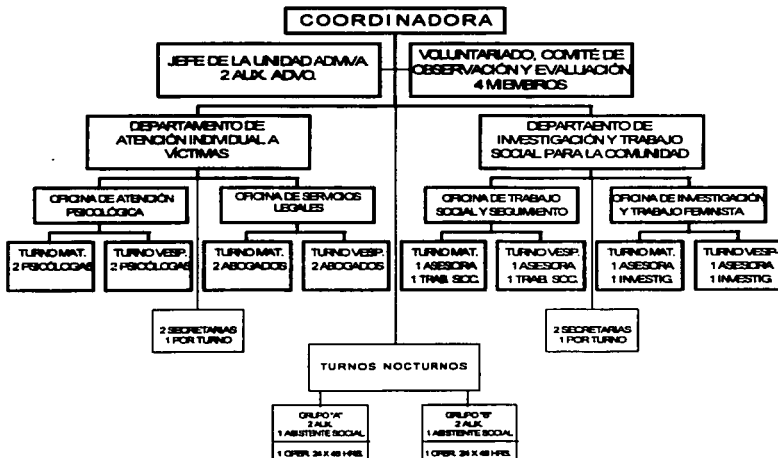 COORDINADORA
JEFE DE LA UNIDAD ADMVA.
2 AUX. ADVO.
VOLUNTARIADO, COMITÉ DE
OBSERVACIÓN Y EVALUACIÓN
4 MIEMBROS
DEPARTAMENTO DE
ATENCIÓN INDIVIDUAL A
VÍCTIMAS
DEPARTAENTO DE
INVESTIGACIÓN Y TRABAJO
SOCIAL PARA LA COMUNIDAD
OFICINA DE ATENCIÓN
PSICOLÓGICA
OFICINA DE SERVICIOS
LEGALES
OFICINA DE TRABAJO
SOCIAL Y SEGUIMIENTO
OFICINA DE INVESTIGACIÓN
Y TRABAJO FEMINISTA
TURNO MAT.
2 PSICÓLOGAS
TURNO VESP.
2 PSICÓLOGAS
TURNO MAT.
2 ABOGADOS
TURNO VESP.
2 ABOGADOS
TURNO MAT.
1 ASESORA
1 TRAB. SOC.
TURNO VESP.
1 ASESORA
1 TRAB. SOC.
TURNO MAT.
1 ASESORA
1 INVESTIG.
TURNO VESP.
1 ASESORA
1 INVESTIG.
2 SECRETARIAS
1 POR TURNO
2 SECRETARIAS
1 POR TURNO
TURNOS NOCTURNOS
GRUPO "A"
2 AUX.
1 ASISTENTE SOCIAL
1 OPER. 24 X 48 HRS.
GRUPO "B"
2 AUX.
1 ASISTENTE SOCIAL
1 OPER. 24 X 48 HRS.